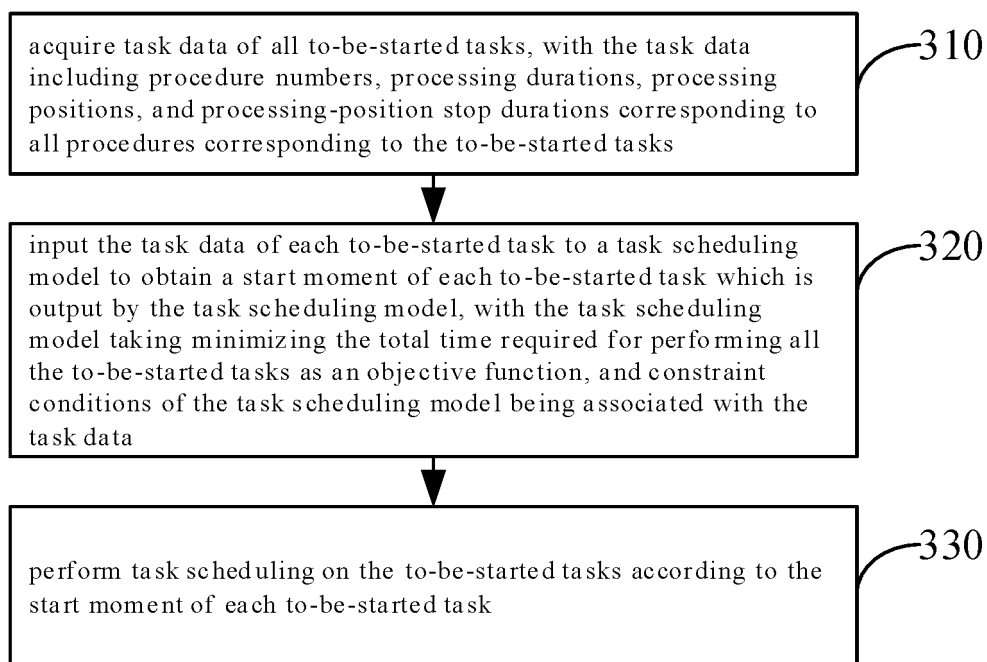 acquire task data of all to-be-started tasks, with the task data
including procedure numbers, processing durations, processing
positions, and processing-position stop durations corresponding to
all procedures corresponding to the to-be-started tasks
310
input the task data of each to-be-started task to a task scheduling
model to obtain a start moment of each to-be-started task which is
output by the task scheduling model, with the task scheduling
model taking minimizing the total time required for performing all
the to-be-started tasks as an objective function, and constraint
conditions of the task scheduling model being associated with the
task data
320
perform task scheduling on the to-be-started tasks according to the
start moment of each to-be-started task
330